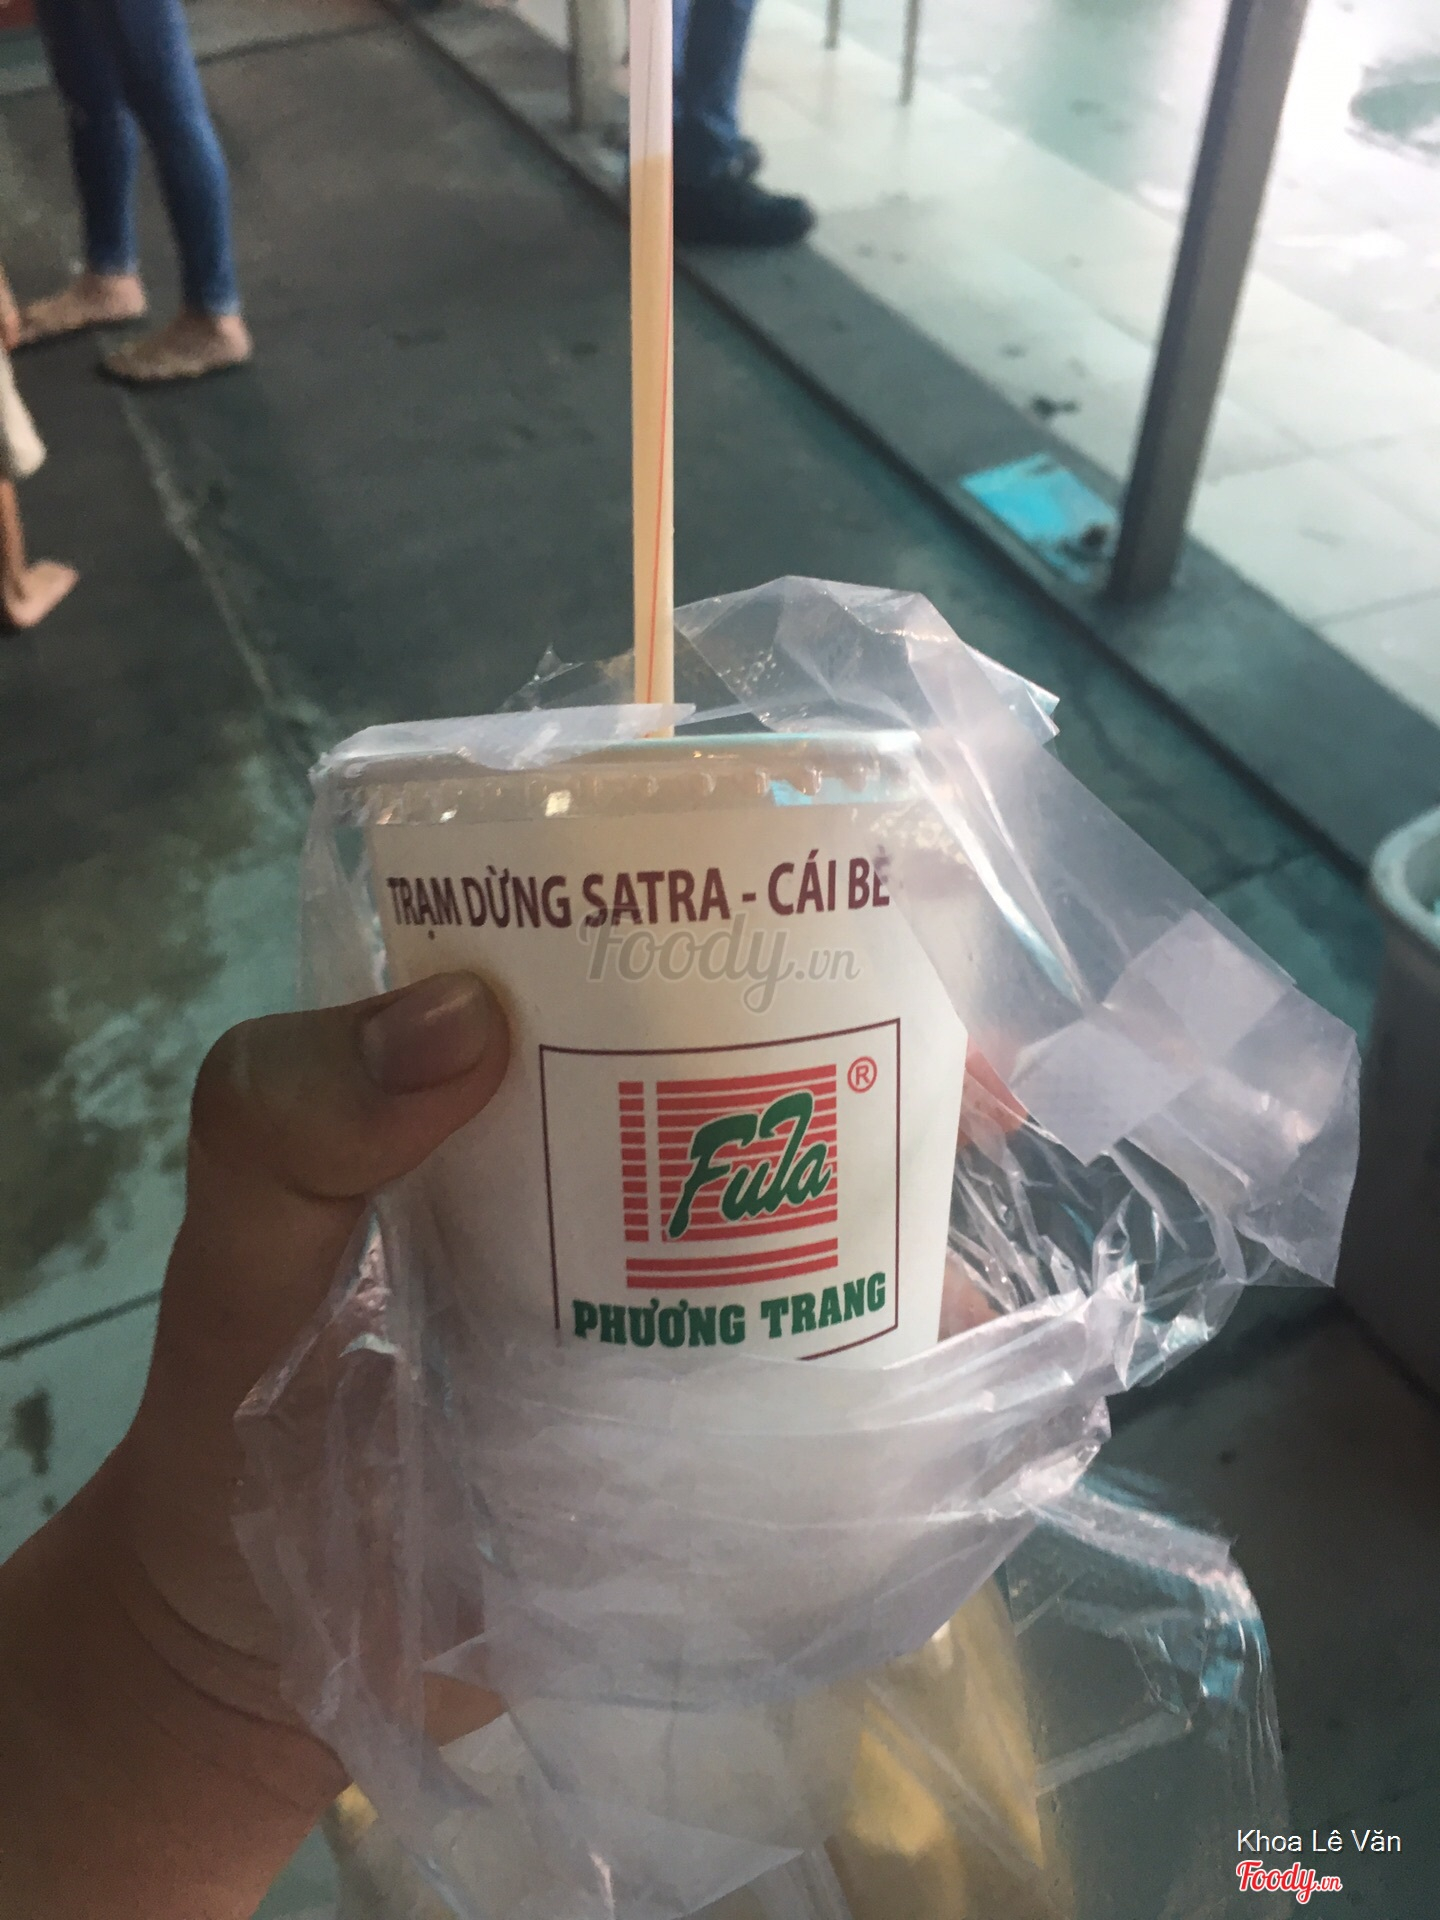 TRẠM DỪNG SATRA - CÁI BÈ
Foody.vn
FuTa ®
PHƯƠNG TRANG
Khoa Lê Văn
Foody.vn